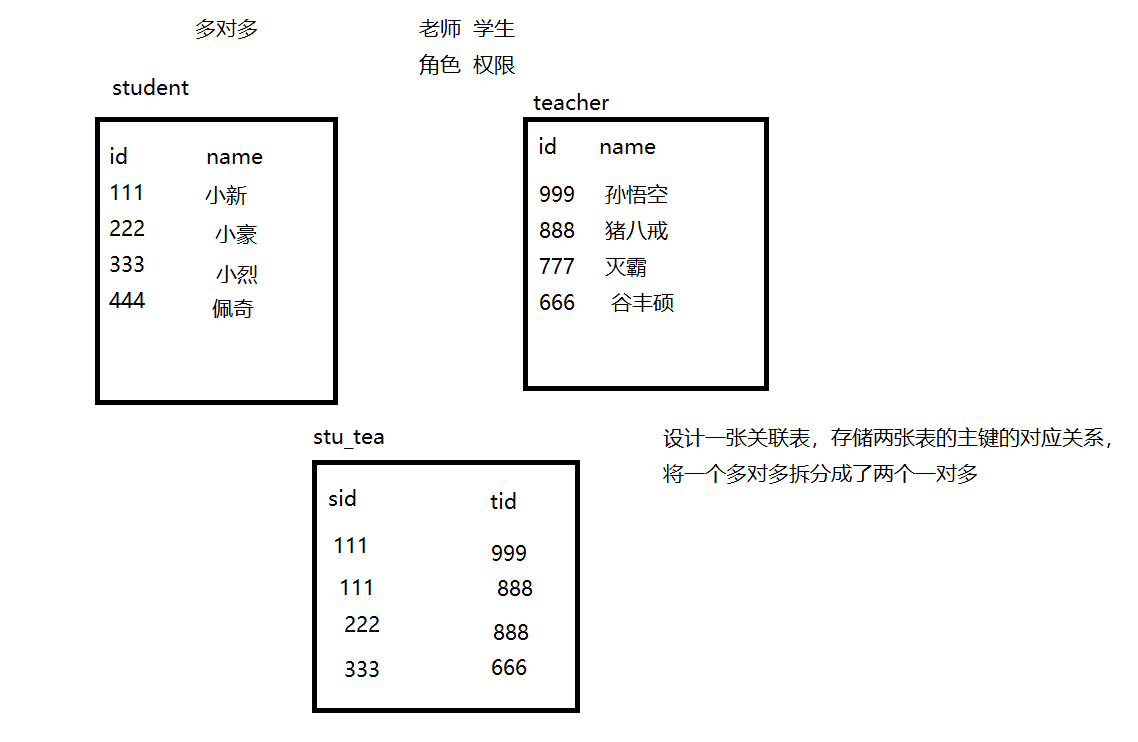 多对多 老师 学生
角色 权限
student
id name
111 小新
222 小豪
333 小烈
444 佩奇
teacher
id name
999 孙悟空
888 猪八戒
777 灭霸
666 谷丰硕
stu_tea
sid tid
111 999
111 888
222 888
333 666
设计一张关联表，存储两张表的主键的对应关系，
将一个多对多拆分成了两个一对多